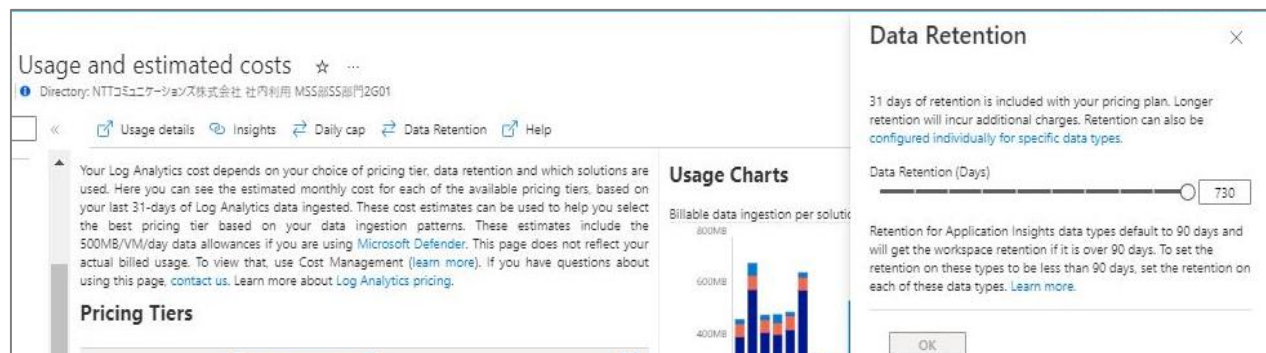 Usage and estimated costs ☆ ...
Directory: NTTコミュニケーションズ株式会社 社内利用 MSS部SS部門2G01
« Usage details Insights Daily cap Data Retention Help
Your Log Analytics cost depends on your choice of pricing tier, data retention and which solutions are
used. Here you can see the estimated monthly cost for each of the available pricing tiers, based on
your last 31-days of Log Analytics data ingested. These cost estimates can be used to help you select
the best pricing tier based on your data ingestion patterns. These estimates include the
500MB/VM/day data allowances if you are using Microsoft Defender. This page does not reflect your
actual billed usage. To view that, use Cost Management (learn more). If you have questions about
using this page, contact us. Learn more about Log Analytics pricing.
Pricing Tiers
Usage Charts
Billable data ingestion per solutio
800MB
600MB
400MB
Data Retention
31 days of retention is included with your pricing plan. Longer
retention will incur additional charges. Retention can also be
configured individually for specific data types.
Data Retention (Days)
730
Retention for Application Insights data types default to 90 days and
will get the workspace retention if it is over 90 days. To set the
retention on these types to be less than 90 days, set the retention on
each of these data types. Learn more.
OK